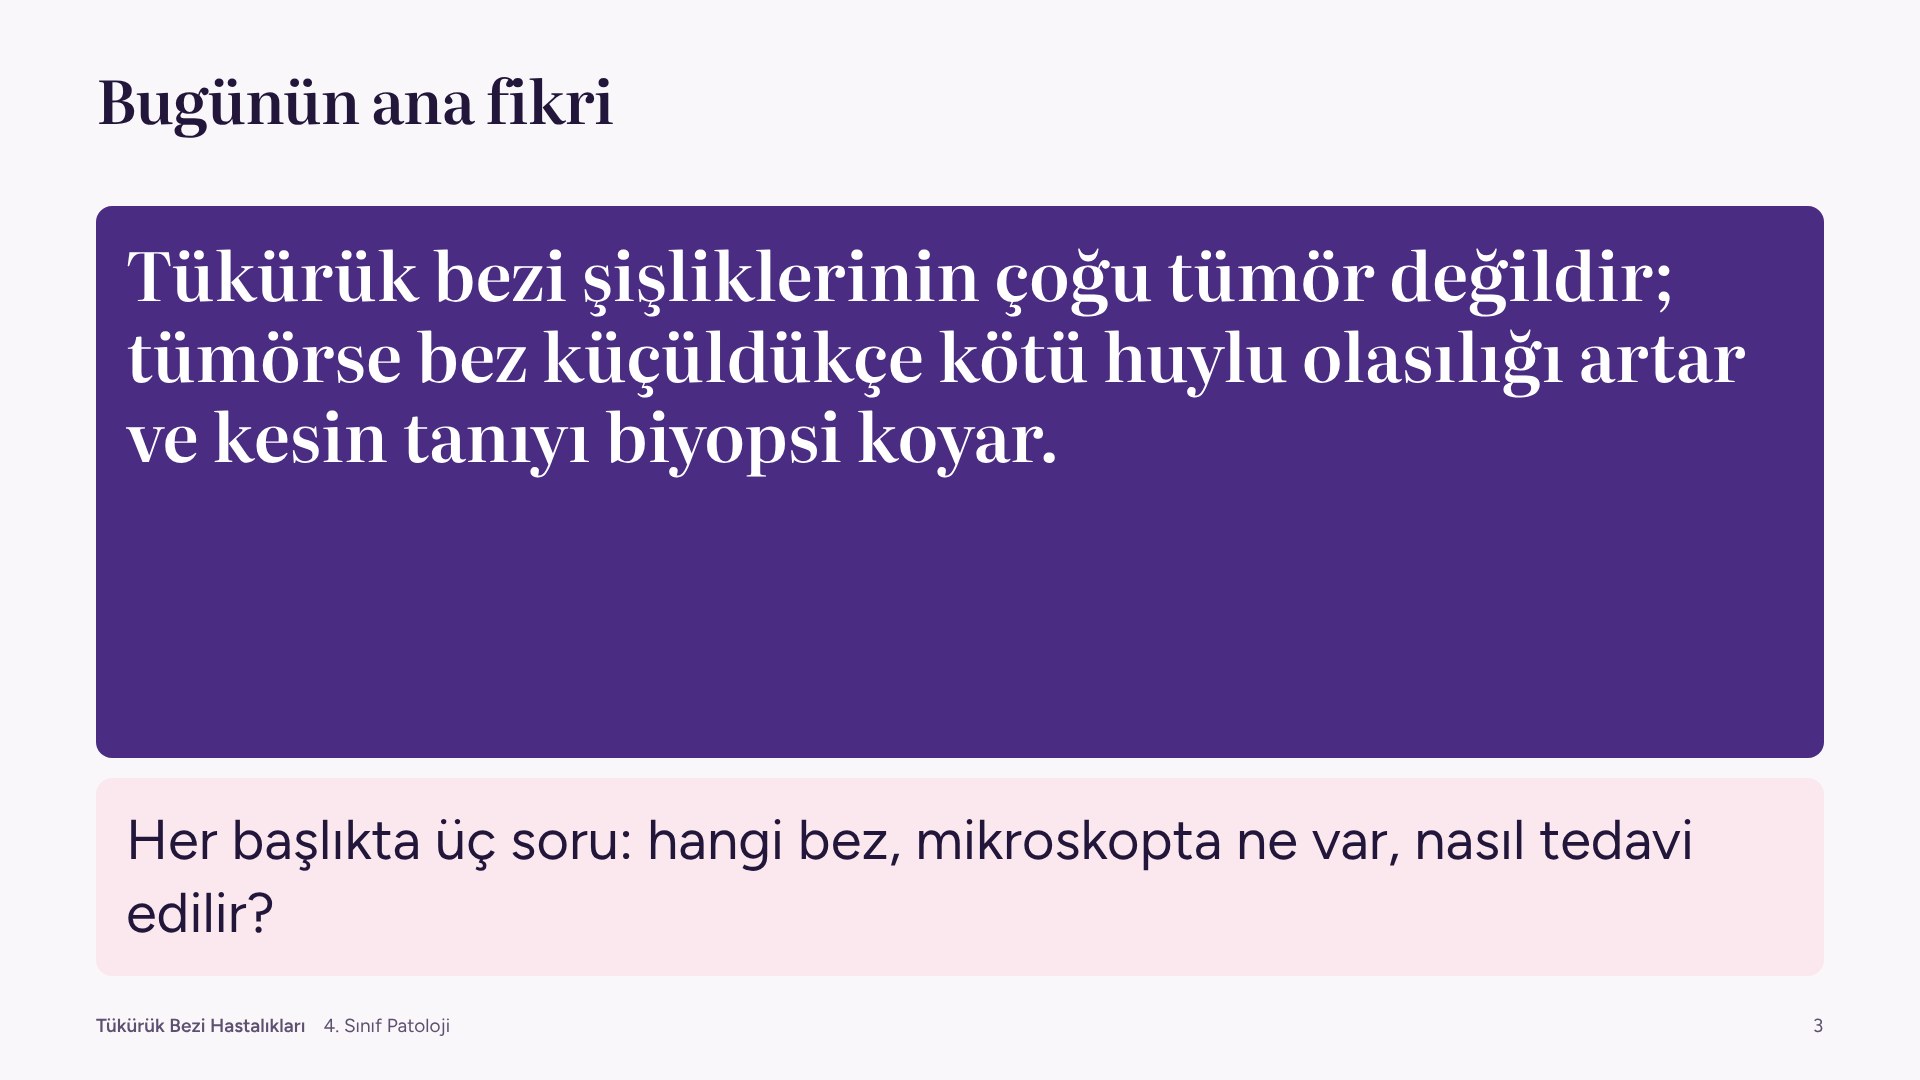 Bugünün ana fikri
Tükürük bezi şişliklerinin çoğu tümör değildir;
tümörse bez küçüldükçe kötü huylu olasılığı artar
ve kesin tanıyı biyopsi koyar.
Her başlıkta üç soru: hangi bez, mikroskopta ne var, nasıl tedavi
edilir?
Tükürük Bezi Hastalıkları 4. Sınıf Patoloji 3